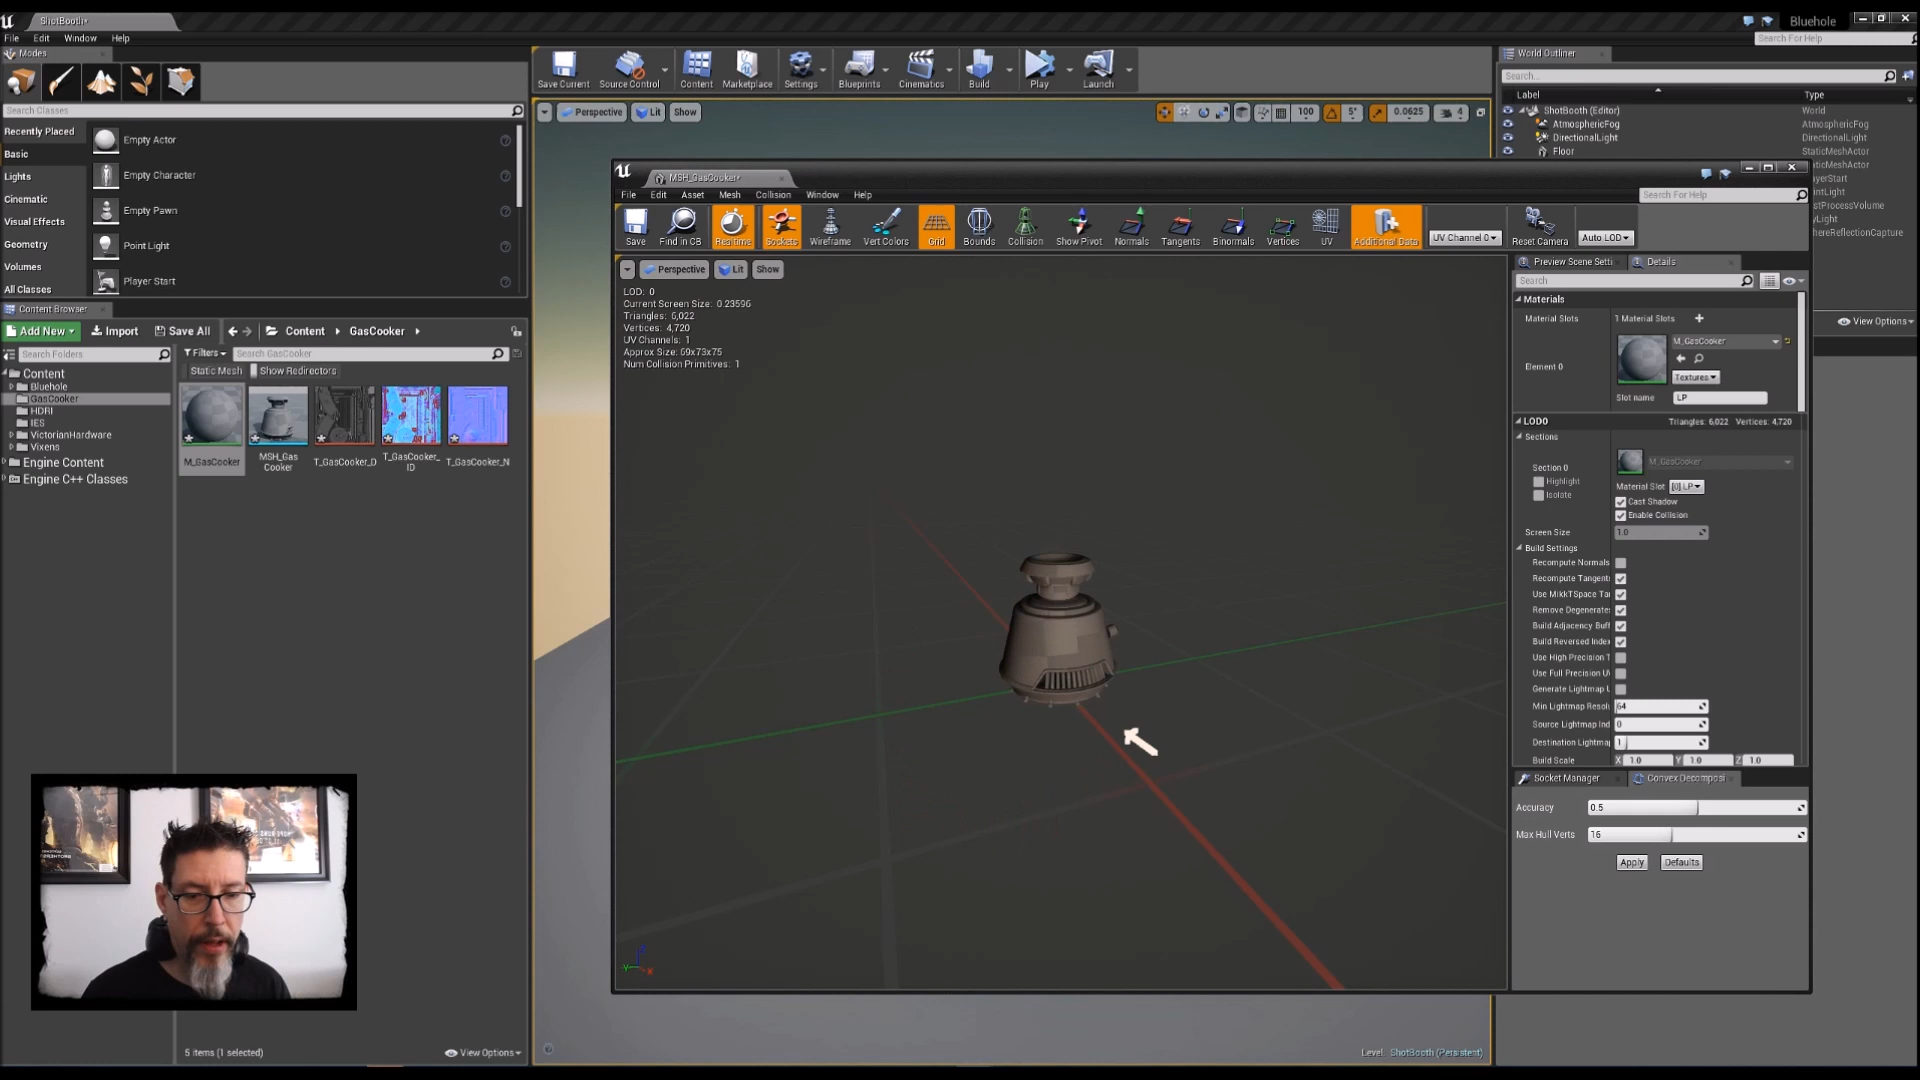 ShotBooth*
Bluehole
File Edit Window Help
Search For Help
Modes
Search Classes
Recently Placed
Basic
Lights
Cinematic
Visual Effects
Geometry
Volumes
All Classes
Empty Actor
Empty Character
Empty Pawn
Point Light
Player Start
Save Current Source Control Content Marketplace Settings Blueprints Cinematics Build Play Launch
Perspective Lit Show
100 5° 0.0625 4
World Outliner
Search...
Label Type
ShotBooth (Editor) World
AtmosphericFog AtmosphericFog
DirectionalLight DirectionalLight
Floor StaticMeshActor
StaticMeshActor
ayerStart
intLight
stProcessVolume
yLight
hereReflectionCapture
View Options
Content Browser
Add New Import Save All Content GasCooker
Search Folders
Filters Search GasCooker
Static Mesh Show Redirectors
Content
Bluehole
GasCooker
HDRI
IES
VictorianHardware
Vixens
Engine Content
Engine C++ Classes
M_GasCooker
MSH_Gas
Cooker
T_GasCooker_D
T_GasCooker_
ID
T_GasCooker_N
5 items (1 selected) View Options
MSH_GasCooker*
File Edit Asset Mesh Collision Window Help
Search For Help
Save Find in CB Realtime Sockets Wireframe Vert Colors Grid Bounds Collision Show Pivot Normals Tangents Binormals Vertices UV Additional Data UV Channel 0 Reset Camera Auto LOD
Perspective Lit Show
LOD: 0
Current Screen Size: 0.23596
Triangles: 6,022
Vertices: 4,720
UV Channels: 1
Approx Size: 69x73x75
Num Collision Primitives: 1
Preview Scene Setti Details
Search
Materials
Material Slots 1 Material Slots
Element 0
M_GasCooker
Textures
Slot name LP
LOD0 Triangles: 6,022 Vertices: 4,720
Sections
Section 0
Highlight
Isolate
M_GasCooker
Material Slot [0] LP
Cast Shadow
Enable Collision
Screen Size 1.0
Build Settings
Recompute Normals
Recompute Tangent
Use MikkTSpace Ta
Remove Degenerate
Build Adjacency Buff
Build Reversed Index
Use High Precision T
Use Full Precision U
Generate Lightmap U
Min Lightmap Resol 64
Source Lightmap Ind 0
Destination Lightma 1
Build Scale X 1.0 Y 1.0 Z 1.0
Socket Manager Convex Decomposi
Accuracy 0.5
Max Hull Verts 16
Apply Defaults
Level: ShotBooth (Persistent)